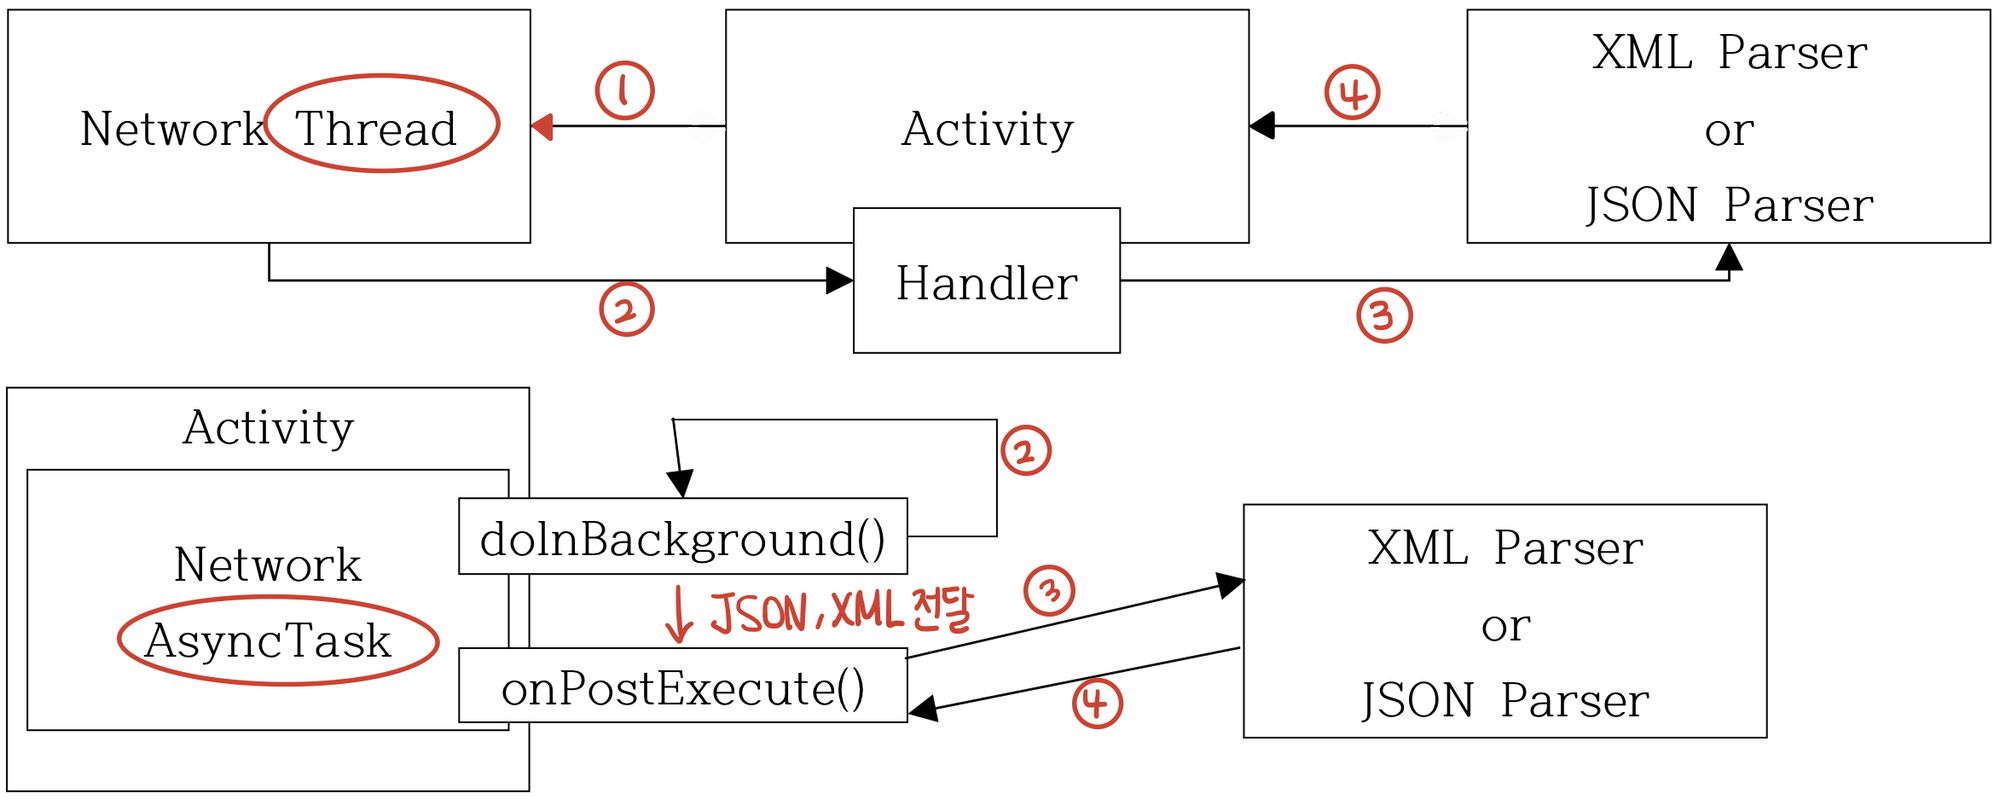 Network Thread
①
Activity
④
XML Parser
or
JSON Parser
Handler
②
③
Activity
Network
AsyncTask
doInBackground()
②
↓ JSON, XML 전달
onPostExecute()
③
④
XML Parser
or
JSON Parser